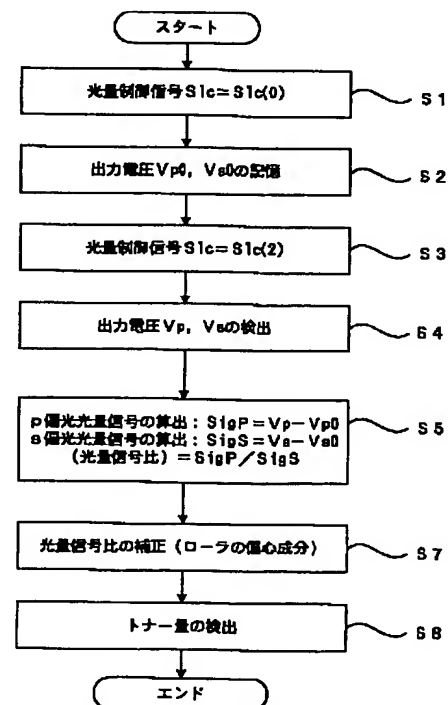 スタート
光量制御信号Slc=Slc(0)
S1
出力電圧Vp0, Vs0の記憶
S2
光量制御信号Slc=Slc(2)
S3
出力電圧Vp, Vsの検出
S4
p偏光光量信号の算出: SigP=Vp-Vp0
s偏光光量信号の算出: SigS=Vs-Vs0
(光量信号比)=SigP/SigS
S5
光量信号比の補正(ローラの偏心成分)
S7
トナー量の検出
S8
エンド